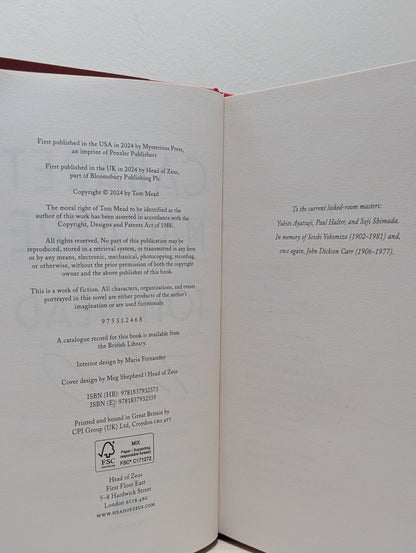 First published in the USA in 2024 by Mysterious Press,
an imprint of Penzler Publishers
First published in the UK in 2024 by Head of Zeus,
part of Bloomsbury Publishing Plc
Copyright © 2024 by Tom Mead
The moral right of Tom Mead to be identified as the
author of this work has been asserted in accordance with the
Copyright, Designs and Patents Act of 1988.
All rights reserved. No part of this publication may be
reproduced, stored in a retrieval system, or transmitted in any form
or by any means, electronic, mechanical, photocopying, recording,
or otherwise, without the prior permission of both the copyright
owner and the above publisher of this book.
This is a work of fiction. All characters, organisations, and events
portrayed in this novel are either products of the author's
imagination or are used fictitiously.
9 7 5 3 1 2 4 6 8
A catalogue record for this book is available from
the British Library.
Interior design by Maria Fernandez
Cover design by Meg Shepherd | Head of Zeus
ISBN (HB): 9781837932573
ISBN (E): 9781837932559
Printed and bound in Great Britain by
CPI Group (UK) Ltd, Croydon CR0 4YY
FSC
www.fsc.org
MIX
Paper | Supporting
responsible forestry
FSC® C171272
Head of Zeus
First Floor East
5–8 Hardwick Street
London EC1R 4RG
WWW.HEADOFZEUS.COM
To the current locked-room masters:
Yukito Ayatsuji, Paul Halter, and Soji Shimada.
In memory of Seishi Yokomizo (1902–1981) and,
once again, John Dickson Carr (1906–1977).